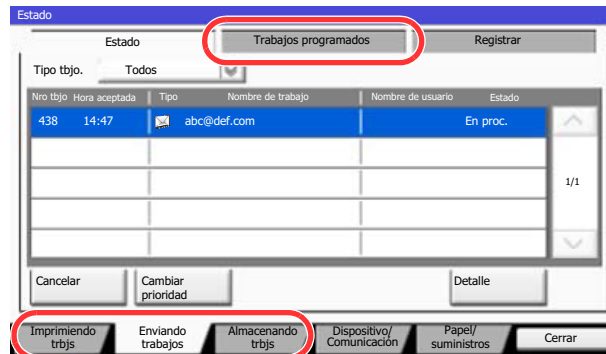 Estado
Estado Trabajos programados Registrar
Tipo tbjo. Todos
Nro tbjo Hora aceptada Tipo Nombre de trabajo Nombre de usuario Estado
438 14:47 abc@def.com En proc.
1/1
Cancelar Cambiar prioridad Detalle
Imprimiendo trbjs Enviando trabajos Almacenando trbjs Dispositivo/ Comunicación Papel/ suministros Cerrar